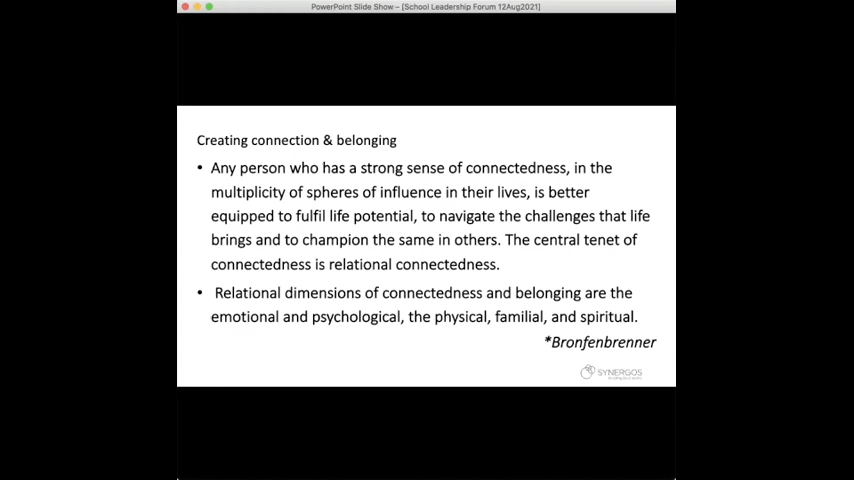 PowerPoint Slide Show – [School Leadership Forum 12Aug2021]
Creating connection & belonging
• Any person who has a strong sense of connectedness, in the
multiplicity of spheres of influence in their lives, is better
equipped to fulfil life potential, to navigate the challenges that life
brings and to champion the same in others. The central tenet of
connectedness is relational connectedness.
• Relational dimensions of connectedness and belonging are the
emotional and psychological, the physical, familial, and spiritual.
*Bronfenbrenner
SYNERGOS